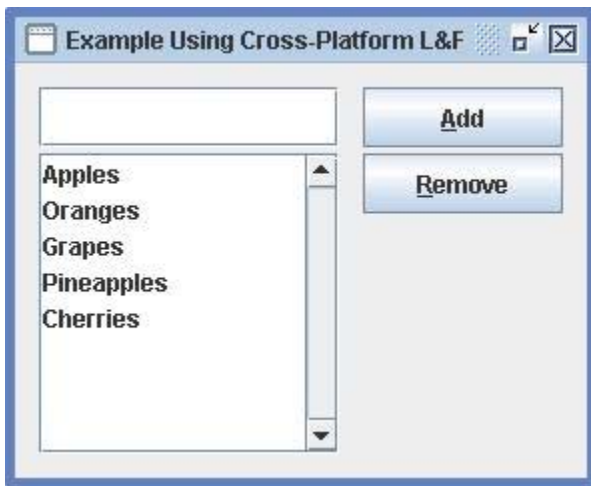 Example Using Cross-Platform L&F
Add
Remove
Apples
Oranges
Grapes
Pineapples
Cherries